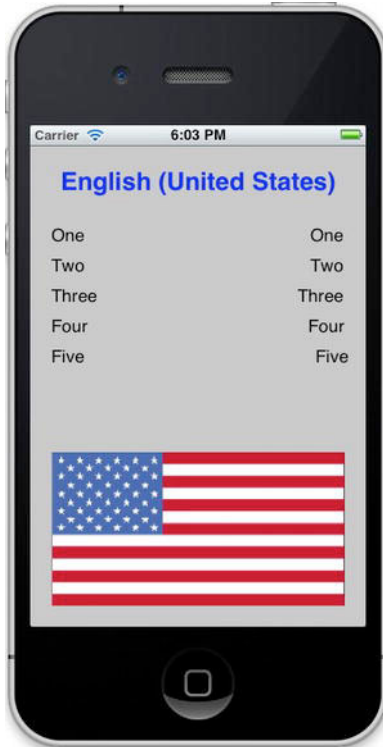 Carrier 6:03 PM
English (United States)
One One
Two Two
Three Three
Four Four
Five Five